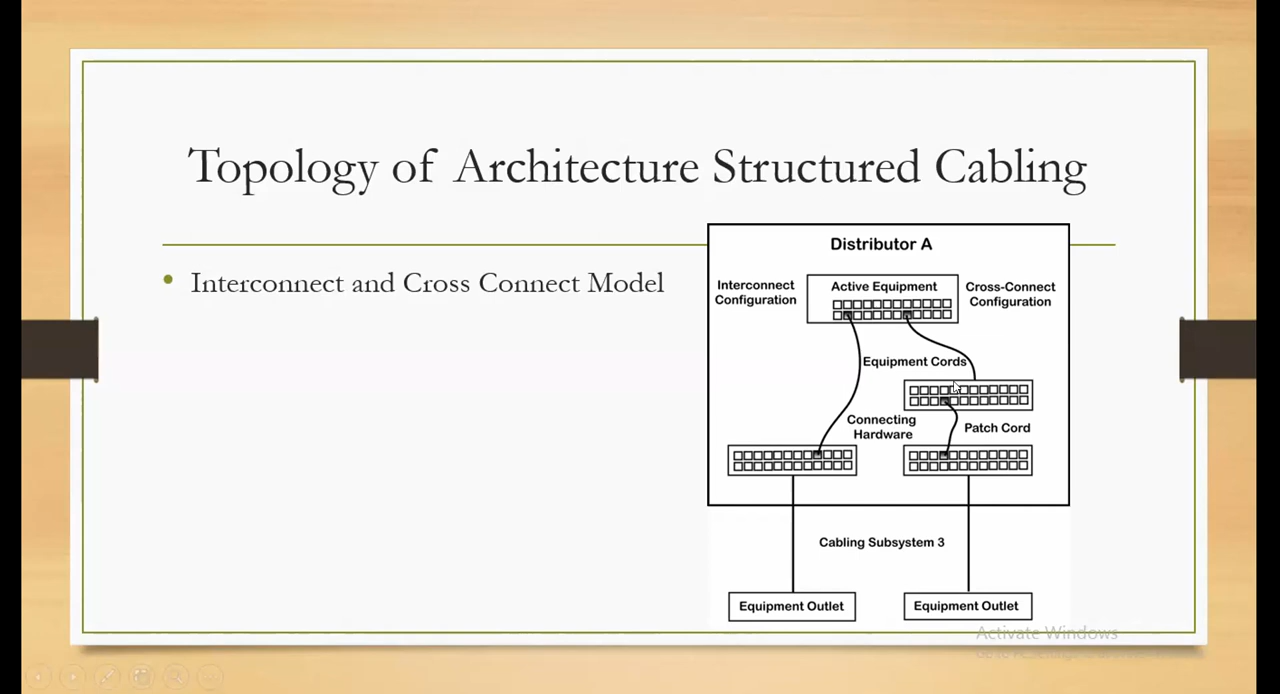 Topology of Architecture Structured Cabling
Interconnect and Cross Connect Model
Distributor A
Interconnect
Configuration
Active Equipment
Cross-Connect
Configuration
Equipment Cords
Connecting
Hardware
Patch Cord
Cabling Subsystem 3
Equipment Outlet
Equipment Outlet
Activate Windows